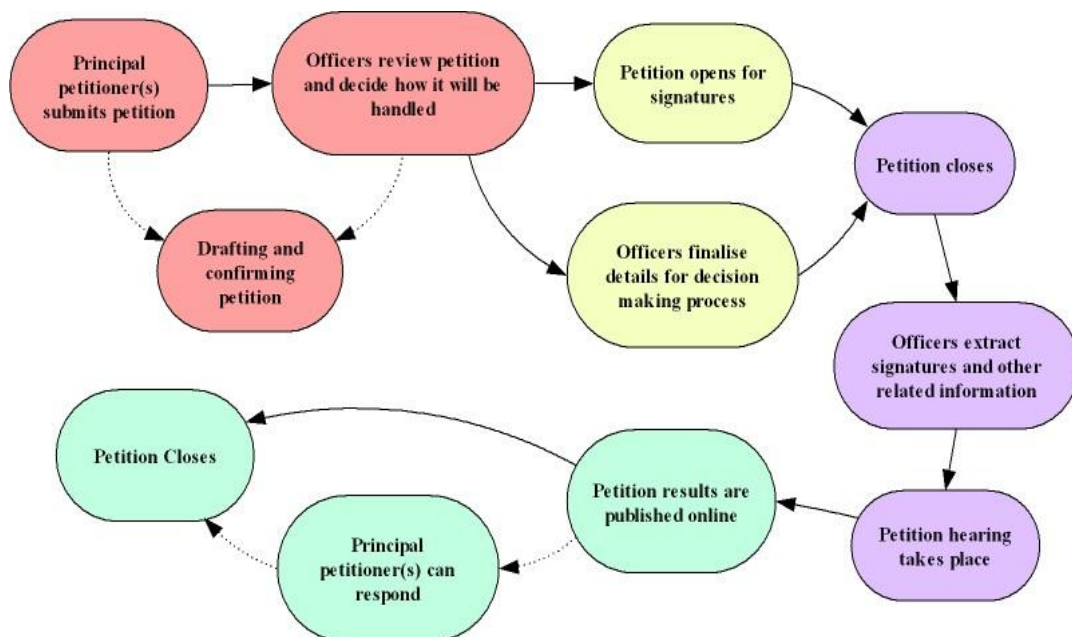 Principal
petitioner(s)
submits petition
Officers review petition
and decide how it will be
handled
Petition opens for
signatures
Petition closes
Drafting and
confirming
petition
Officers finalise
details for decision
making process
Officers extract
signatures and other
related information
Petition Closes
Petition results are
published online
Petition hearing
takes place
Principal
petitioner(s) can
respond